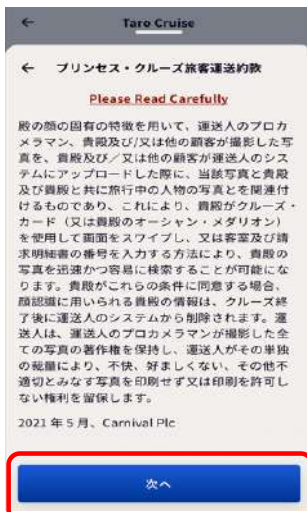 ← Taro Cruise
← プリンセス・クルーズ旅客運送約款
Please Read Carefully
殿の顔の固有の特徴を用いて、運送人のプロカ
メラマン、貴殿及び/又は他の顧客が撮影した写
真を、貴殿及び／又は他の顧客が運送人のシス
テムにアップロードした際に、当該写真と貴殿
及び貴殿と共に旅行中の人物の写真とを関連付
けるものであり、これにより、貴殿がクルーズ・
カード（又は貴殿のオーシャン・メダリオン）
を使用して画面をスワイプし、又は客室及び請
求明細書の番号を入力する方法により、貴殿の
写真を迅速かつ容易に検索することが可能にな
ります。貴殿がこれらの条件に同意する場合、
顔認識に用いられる貴殿の情報は、クルーズ終
了後に運送人のシステムから削除されます。運
送人は、運送人のプロカメラマンが撮影した全
ての写真の著作権を保持し、運送人がその単独
の裁量により、不快、好ましくない、その他不
適切とみなす写真を印刷せず又は印刷を許可し
ない権利を留保します。
2021 年 5 月、Carnival Plc
次へ